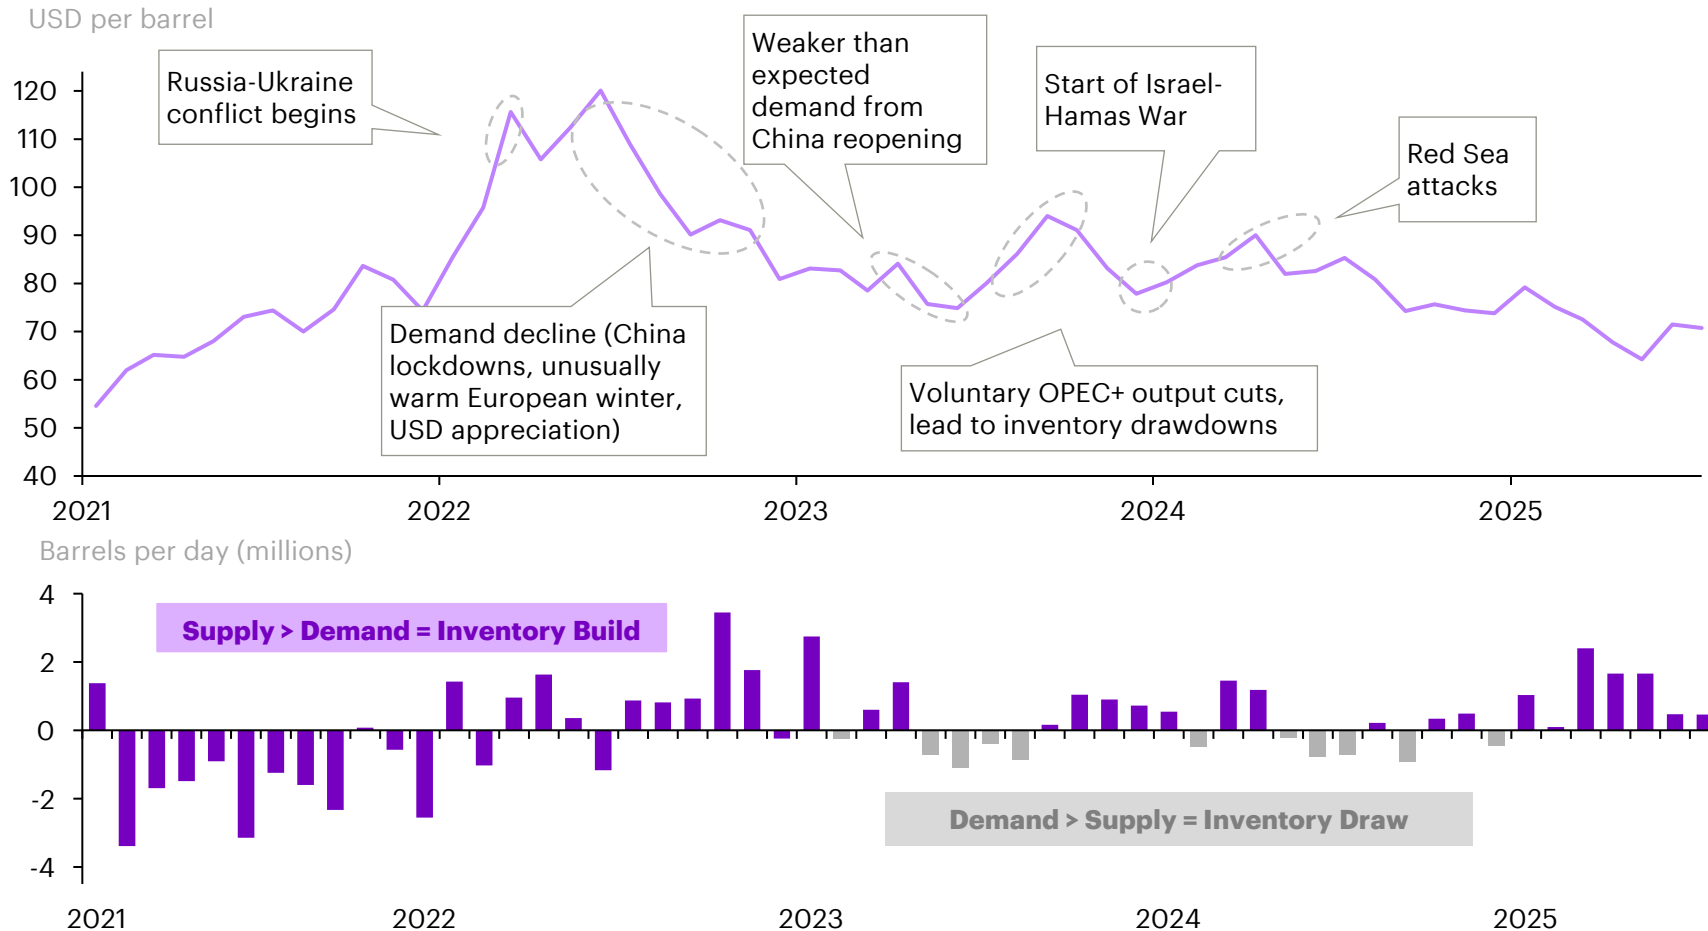 USD per barrel
120
110
100
90
80
70
60
50
40
Russia-Ukraine
conflict begins
Weaker than
expected
demand from
China reopening
Start of Israel-
Hamas War
Red Sea
attacks
Demand decline (China
lockdowns, unusually
warm European winter,
USD appreciation)
Voluntary OPEC+ output cuts,
lead to inventory drawdowns
2021 2022 2023 2024 2025
Barrels per day (millions)
4
2
0
-2
-4
Supply > Demand = Inventory Build
Demand > Supply = Inventory Draw
2021 2022 2023 2024 2025